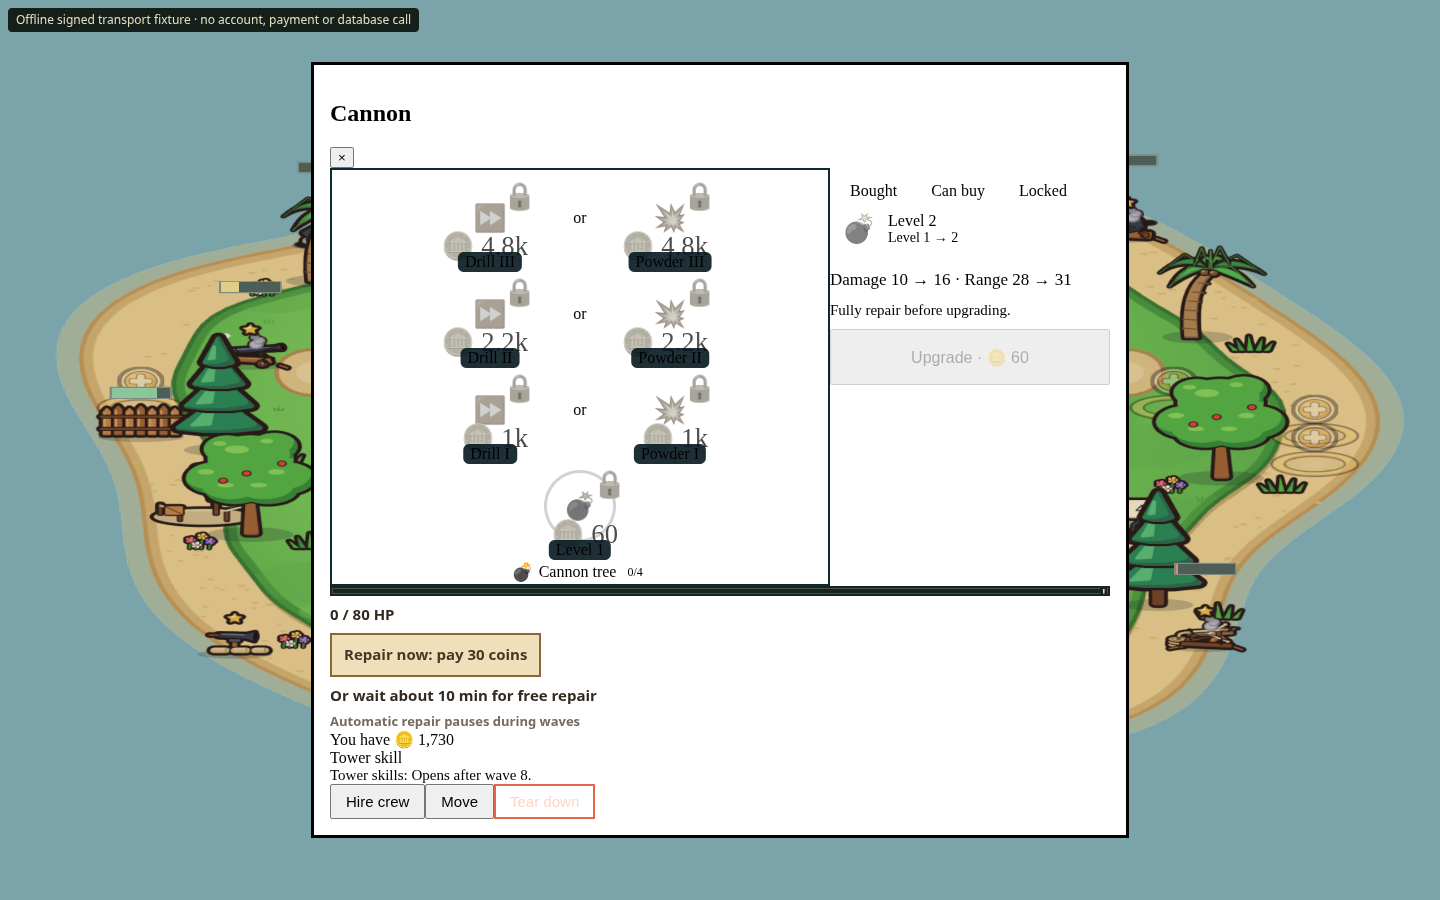 Offline signed transport fixture · no account, payment or database call
Cannon
×
or
4.8k
4.8k
Drill III
Powder III
or
2.2k
2.2k
Drill II
Powder II
or
1k
1k
Drill I
Powder I
60
Level 1
Cannon tree 0/4
Bought Can buy Locked
Level 2
Level 1 → 2
Damage 10 → 16 · Range 28 → 31
Fully repair before upgrading.
Upgrade · 🪙 60
0 / 80 HP
Repair now: pay 30 coins
Or wait about 10 min for free repair
Automatic repair pauses during waves
You have 🪙 1,730
Tower skill
Tower skills: Opens after wave 8.
Hire crew Move Tear down